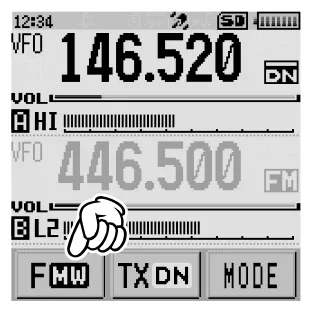 12:34 SD
VFO 146.520 DN
VOL
A HI
VFO 446.500 FM
VOL
B L2
F MW TX DN MODE